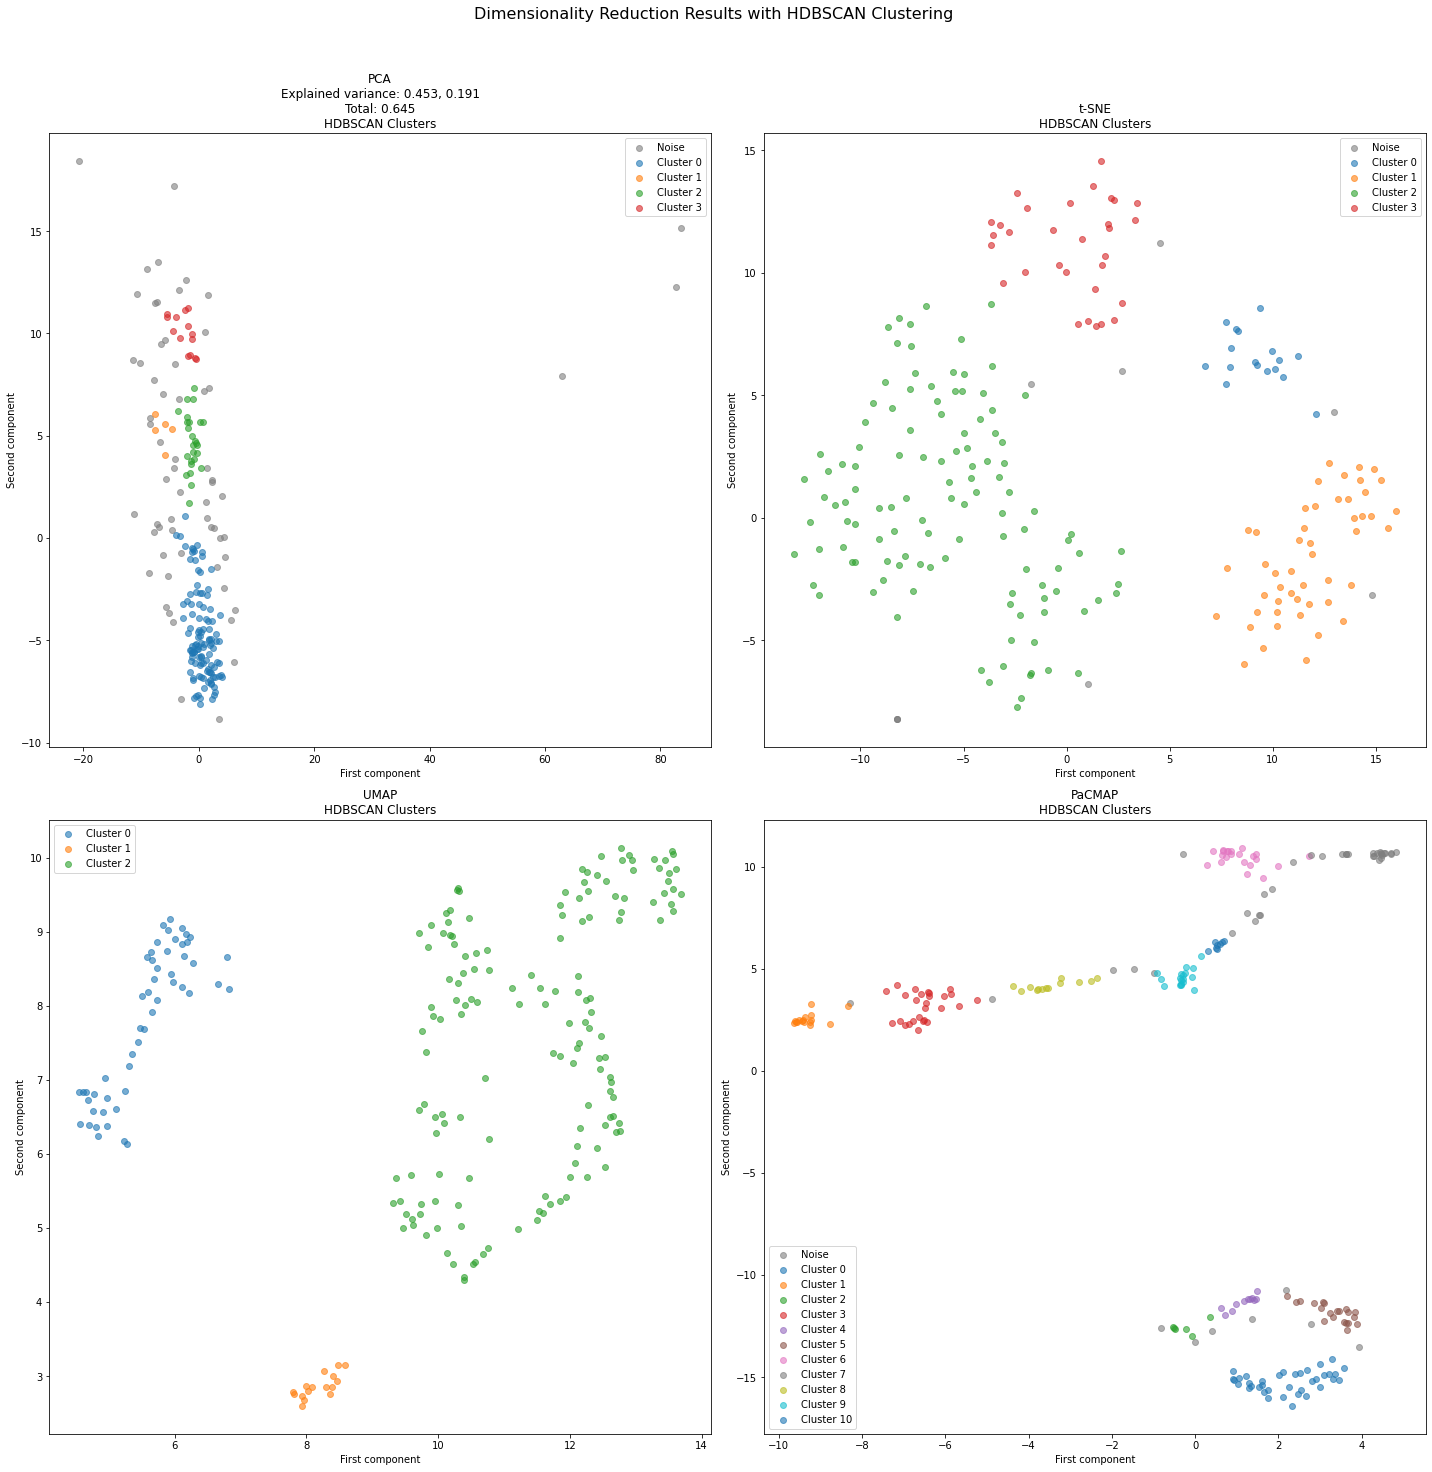 Dimensionality Reduction Results with HDBSCAN Clustering
PCA
Explained variance: 0.453, 0.191
Total: 0.645
HDBSCAN Clusters
Noise
Cluster 0
Cluster 1
Cluster 2
Cluster 3
15
10
5
0
−5
−10
Second component
−20
0
20
40
60
80
First component
t-SNE
HDBSCAN Clusters
Noise
Cluster 0
Cluster 1
Cluster 2
Cluster 3
15
10
5
0
−5
Second component
−10
−5
0
5
10
15
First component
UMAP
HDBSCAN Clusters
Cluster 0
Cluster 1
Cluster 2
10
9
8
7
6
5
4
3
Second component
6
8
10
12
14
First component
PaCMAP
HDBSCAN Clusters
10
5
0
−5
−10
−15
Second component
Noise
Cluster 0
Cluster 1
Cluster 2
Cluster 3
Cluster 4
Cluster 5
Cluster 6
Cluster 7
Cluster 8
Cluster 9
Cluster 10
−10
−8
−6
−4
−2
0
2
4
First component